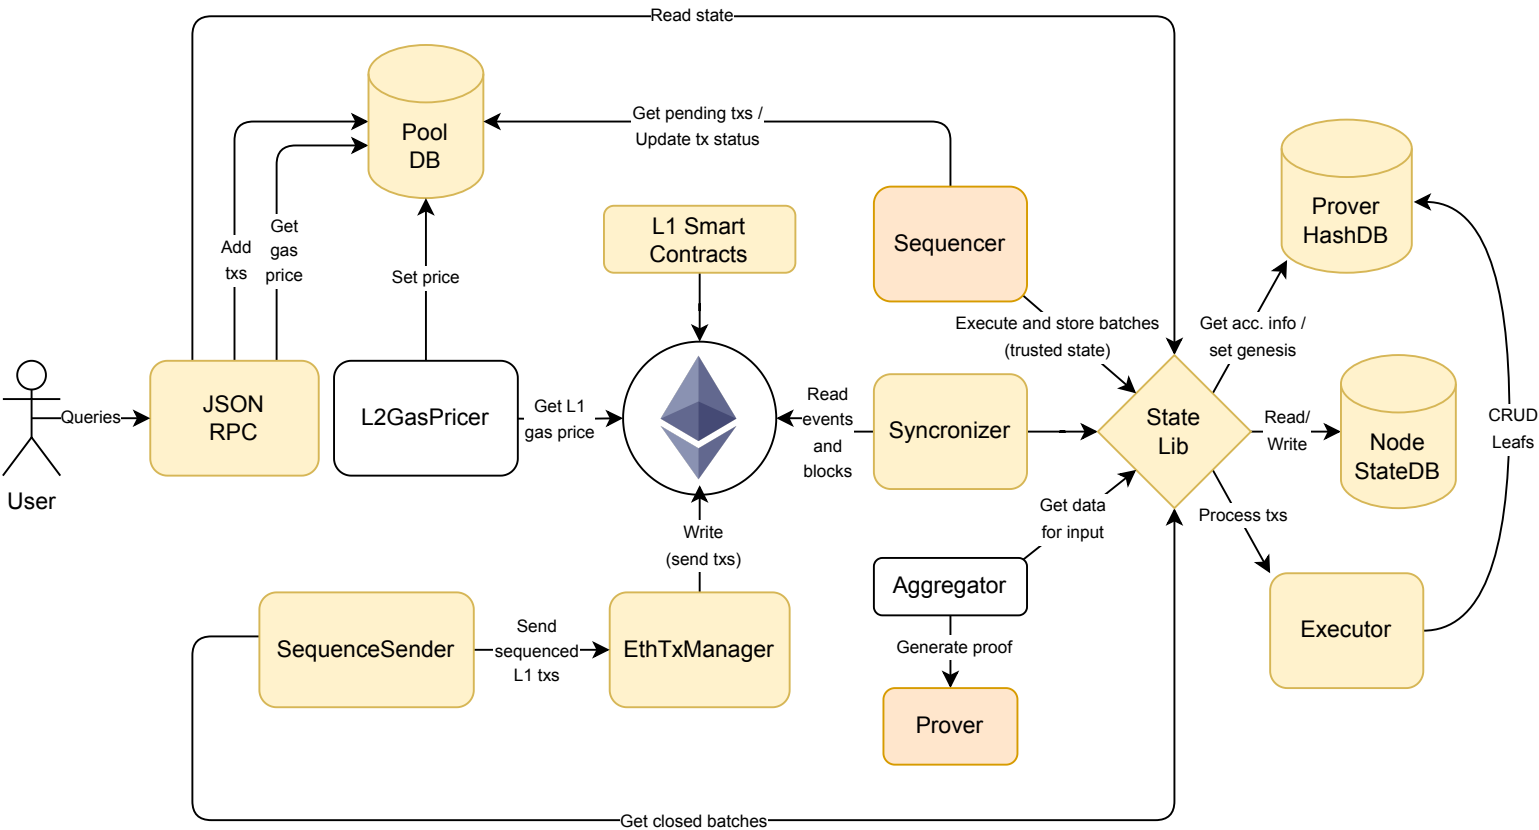 Read state
Pool
DB
Get pending txs /
Update tx status
Add
txs
Get
gas
price
Set price
L1 Smart
Contracts
Sequencer
Prover
HashDB
Execute and store batches
(trusted state)
Get acc. info /
set genesis
Queries
User
JSON
RPC
L2GasPricer
Get L1
gas price
Read
events
and
blocks
Syncronizer
State
Lib
Read/
Write
Node
StateDB
CRUD
Leafs
Write
(send txs)
Get data
for input
Process txs
Aggregator
Generate proof
Prover
SequenceSender
Send
sequenced
L1 txs
EthTxManager
Executor
Get closed batches